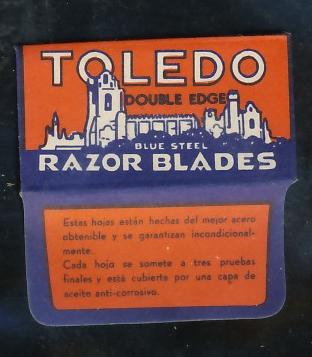 TOLEDO
DOUBLE EDGE
BLUE STEEL
RAZOR BLADES
Estas hojas están hechas del mejor acero
obtenible y se garantizan incondicional-
mente.
Cada hoja se somete a tres pruebas
finales y está cubierta por una capa de
aceite anti-corrosivo.